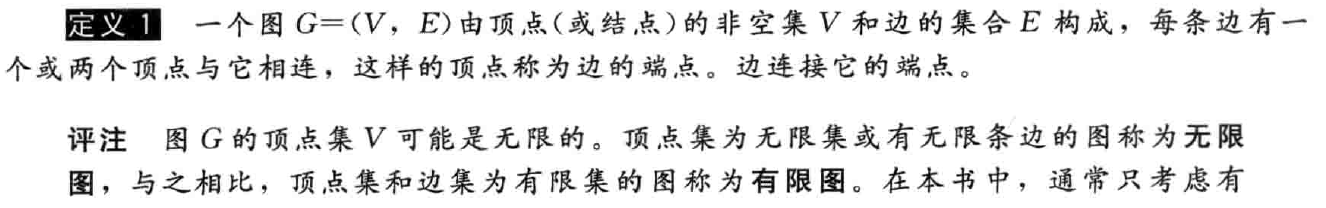 定义1 一个图 G=(V, E)由顶点(或结点)的非空集 V 和边的集合 E 构成，每条边有一
个或两个顶点与它相连，这样的顶点称为边的端点。边连接它的端点。
评注 图 G 的顶点集 V 可能是无限的。顶点集为无限集或有无限条边的图称为无限
图，与之相比，顶点集和边集为有限集的图称为有限图。在本书中，通常只考虑有